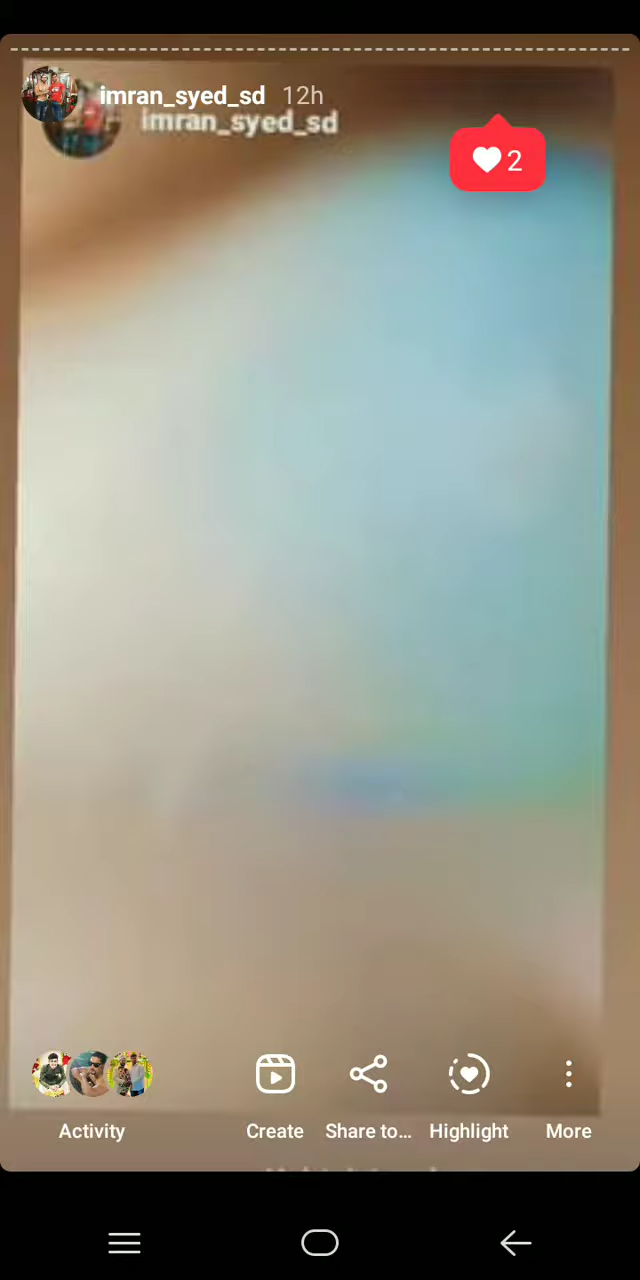 imran_syed_sd 12h
imran_syed_sd
2
Activity
Create
Share to...
Highlight
More